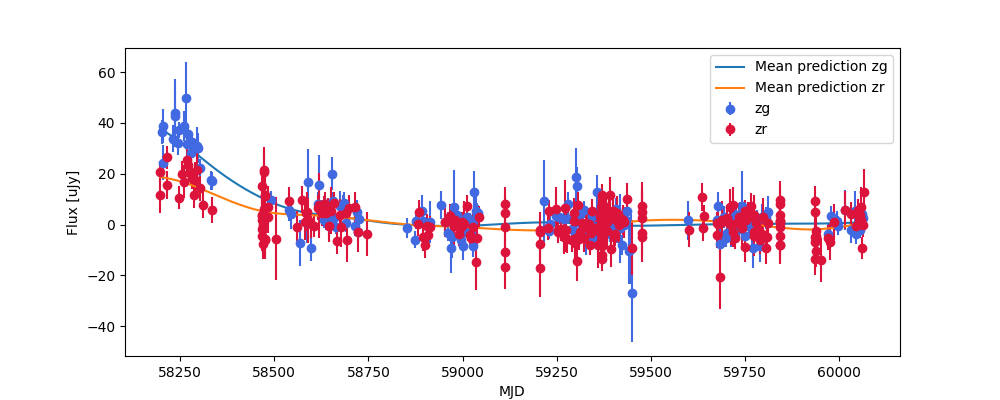 Mean prediction zg
Mean prediction zr
zg
zr
60
40
20
0
−20
−40
Flux [uJy]
58250
58500
58750
59000
59250
59500
59750
60000
MJD